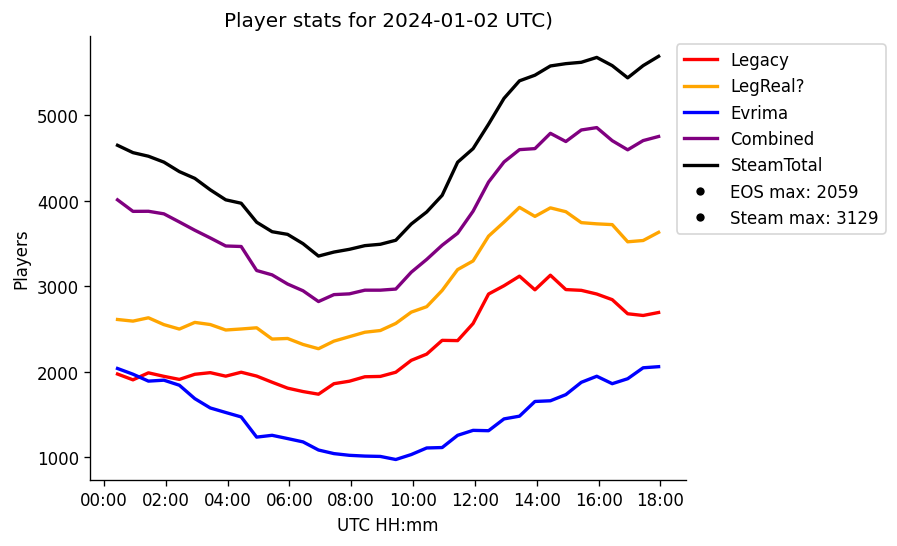 Player stats for 2024-01-02 UTC)
Legacy
LegReal?
Evrima
Combined
SteamTotal
EOS max: 2059
Steam max: 3129
Players
5000
4000
3000
2000
1000
00:00 02:00 04:00 06:00 08:00 10:00 12:00 14:00 16:00 18:00
UTC HH:mm